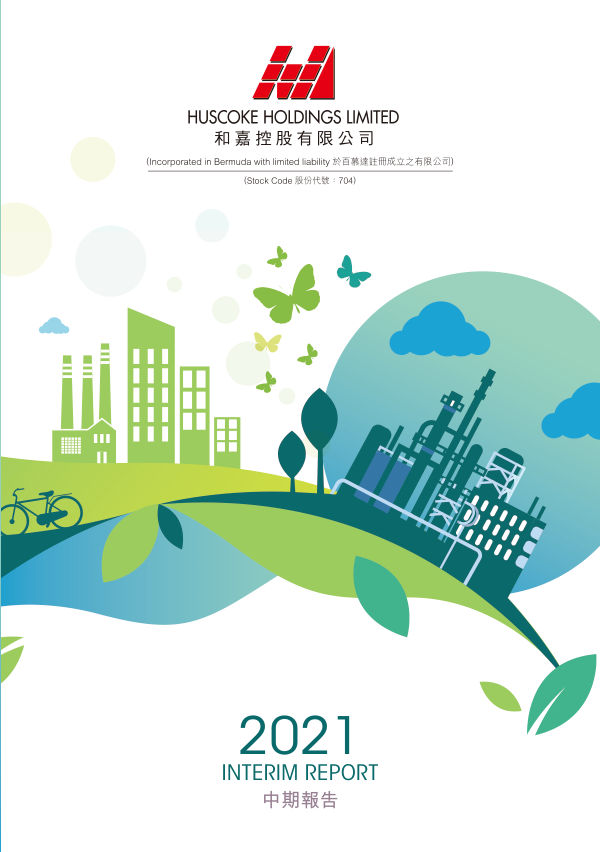 HUSCOKE HOLDINGS LIMITED
和嘉控股有限公司
(Incorporated in Bermuda with limited liability 於百慕達註冊成立之有限公司)
(Stock Code 股份代號：704)
2021
INTERIM REPORT
中期報告